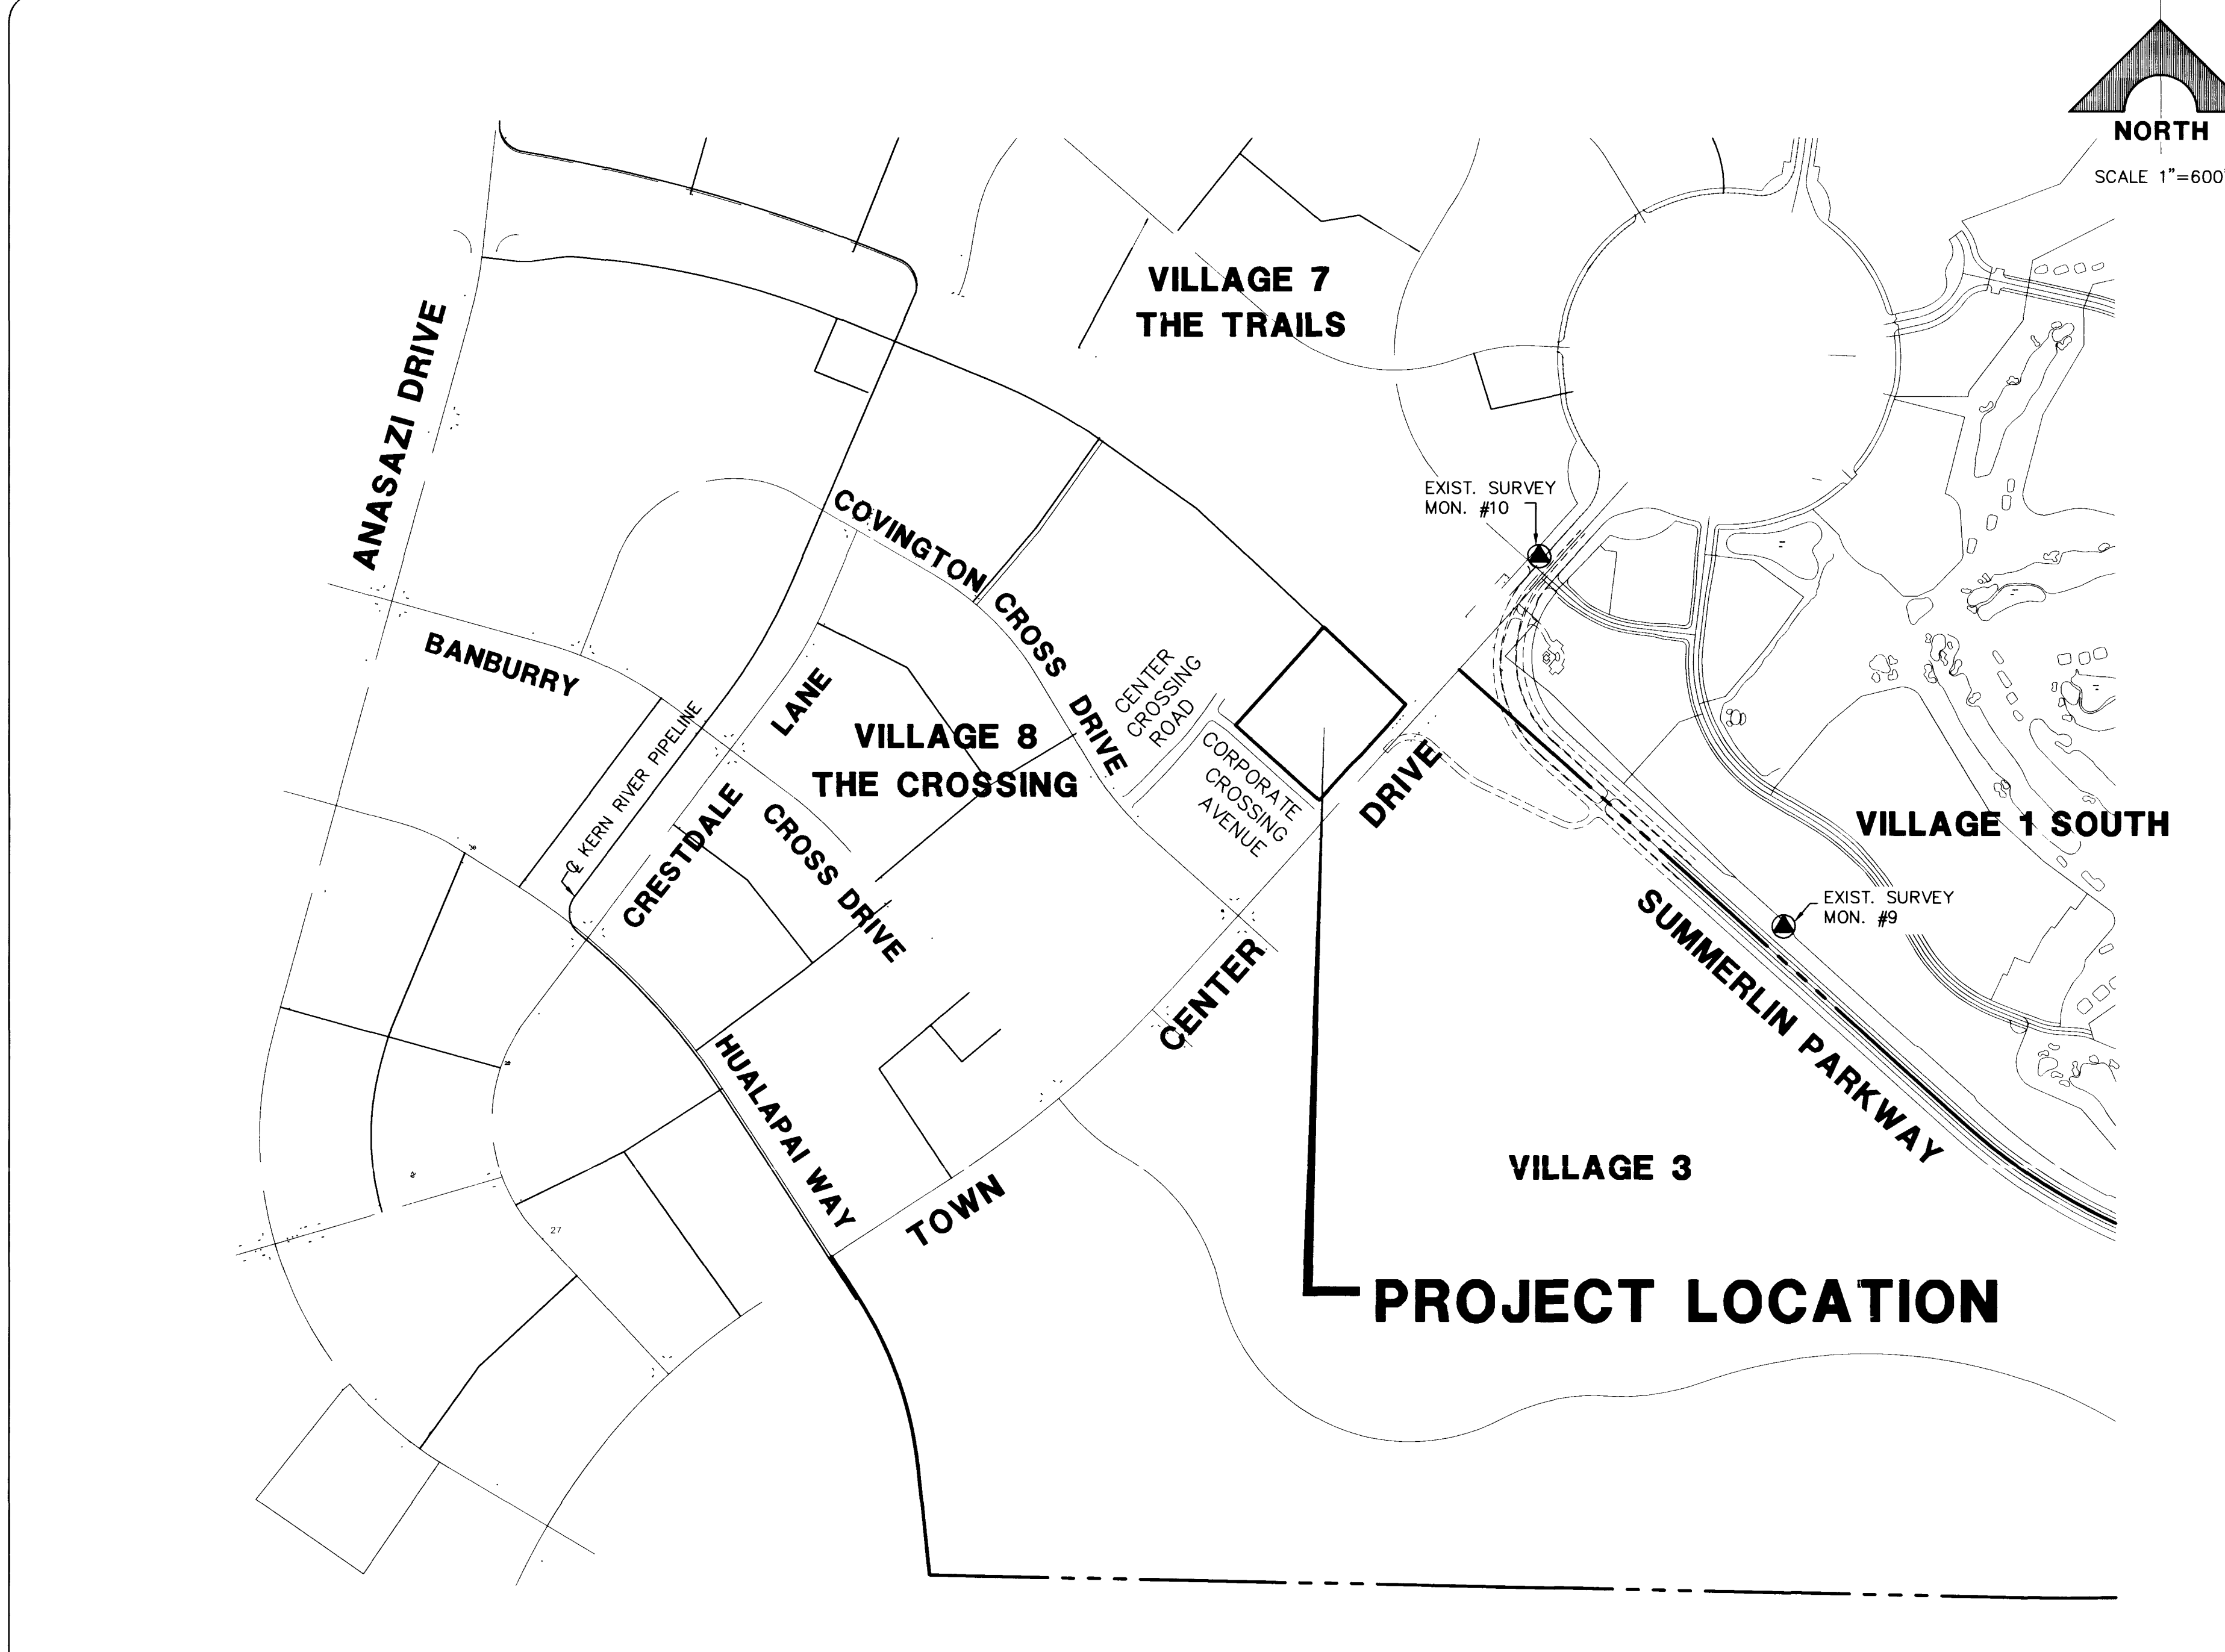 NORTH
SCALE 1"=600'
VILLAGE 7
THE TRAILS
ANASAZI DRIVE
EXIST. SURVEY
MON. #10
COVINGTON CROSS DRIVE
BANBURRY CROSS DRIVE
CENTER
CROSSING
ROAD
CRESTDALE LANE
℄ KERN RIVER PIPELINE
VILLAGE 8
THE CROSSING
CORPORATE
CROSSING
AVENUE
VILLAGE 1 SOUTH
EXIST. SURVEY
MON. #9
SUMMERLIN PARKWAY
TOWN CENTER DRIVE
HUALAPAI WAY
VILLAGE 3
27
PROJECT LOCATION